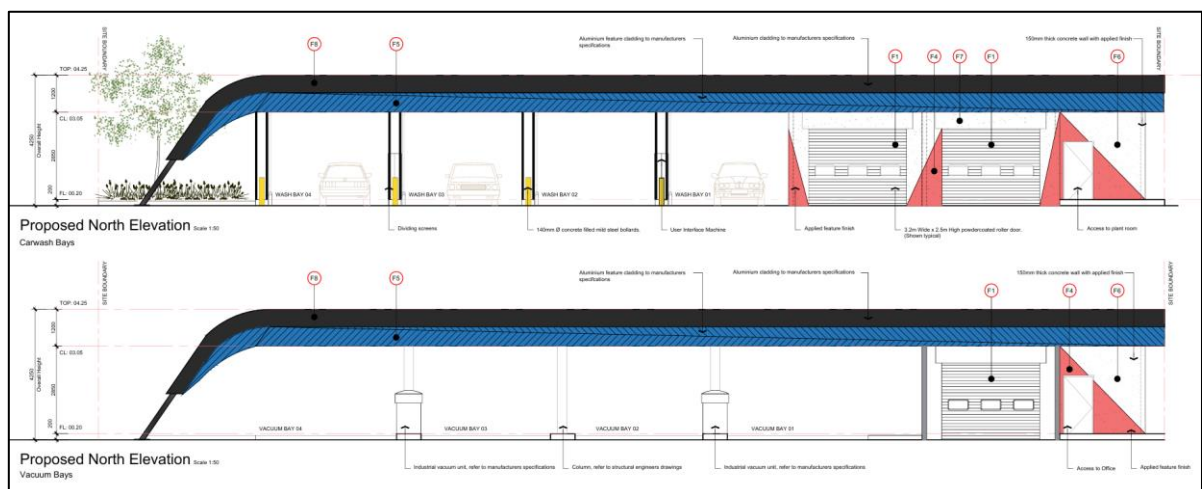 SITE BOUNDARY
F8
F5
Aluminium feature cladding to manufacturers
specifications
Aluminium cladding to manufacturers specifications
F1
F4
F7
F1
150mm thick concrete wall with applied finish
F6
SITE BOUNDARY
TOP: 04.25
1200
CL: 03.05
4250
Overall Height
2850
200
FL: 00.20
WASH BAY 04
WASH BAY 03
WASH BAY 02
WASH BAY 01
Proposed North Elevation Scale 1:50
Carwash Bays
Dividing screens
140mm Ø concrete filled mild steel bollards.
User Interface Machine
Applied feature finish
3.2m Wide x 2.5m High powdercoated roller door.
(Shown typical)
Access to plant room
SITE BOUNDARY
F8
F5
Aluminium feature cladding to manufacturers
specifications
Aluminium cladding to manufacturers specifications
F1
150mm thick concrete wall with applied finish
F4
F6
SITE BOUNDARY
TOP: 04.25
1200
CL: 03.05
4250
Overall Height
2850
200
FL: 00.20
VACUUM BAY 04
VACUUM BAY 03
VACUUM BAY 02
VACUUM BAY 01
Proposed North Elevation Scale 1:50
Vacuum Bays
Industrial vacuum unit, refer to manufacturers specifications
Column, refer to structural engineers drawings
Industrial vacuum unit, refer to manufacturers specifications
Access to Office
Applied feature finish